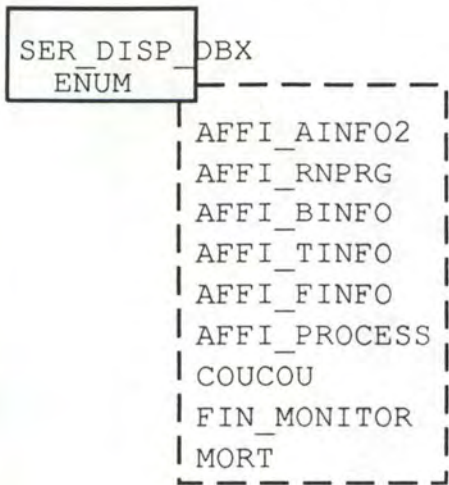 SER_DISP_DBX
ENUM
AFFI_AINFO2
AFFI_RNPRG
AFFI_BINFO
AFFI_TINFO
AFFI_FINFO
AFFI_PROCESS
COUCOU
FIN_MONITOR
MORT